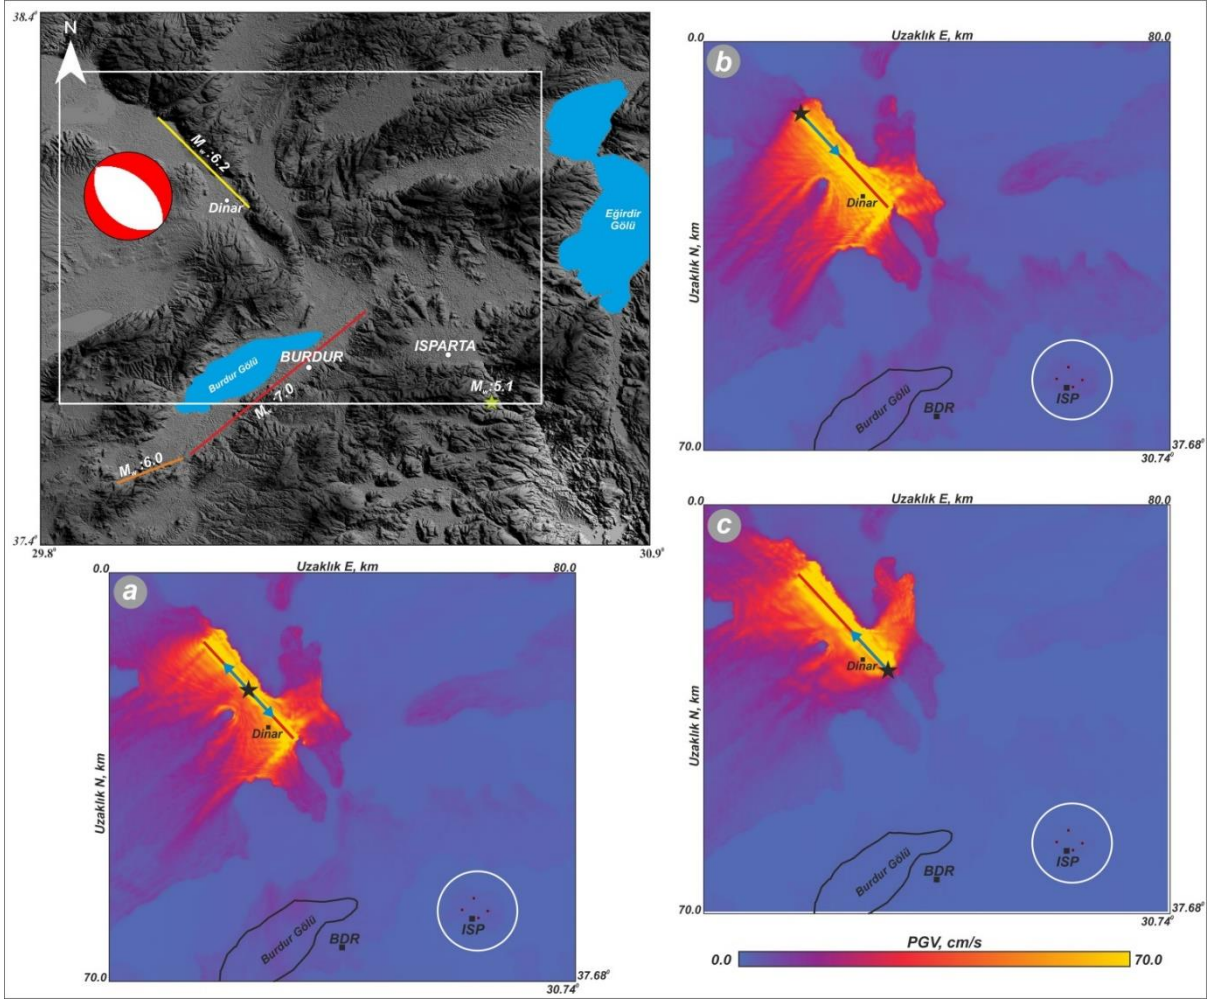 38.4°
N
M_w:6.2
Dinar
Eğirdir
Gölü
Burdur Gölü
BURDUR
ISPARTA
M_w:7.0
M_w:5.1
M_w:6.0
37.4°
29.8°
30.9°
0.0
Uzaklık E, km
80.0
b
Uzaklık N, km
Dinar
Burdur Gölü
BDR
ISP
70.0
37.68°
30.74°
0.0
Uzaklık E, km
80.0
a
Uzaklık N, km
Dinar
Burdur Gölü
BDR
ISP
70.0
37.68°
30.74°
0.0
Uzaklık E, km
80.0
c
Uzaklık N, km
Dinar
Burdur Gölü
BDR
ISP
70.0
37.68°
30.74°
PGV, cm/s
0.0
70.0